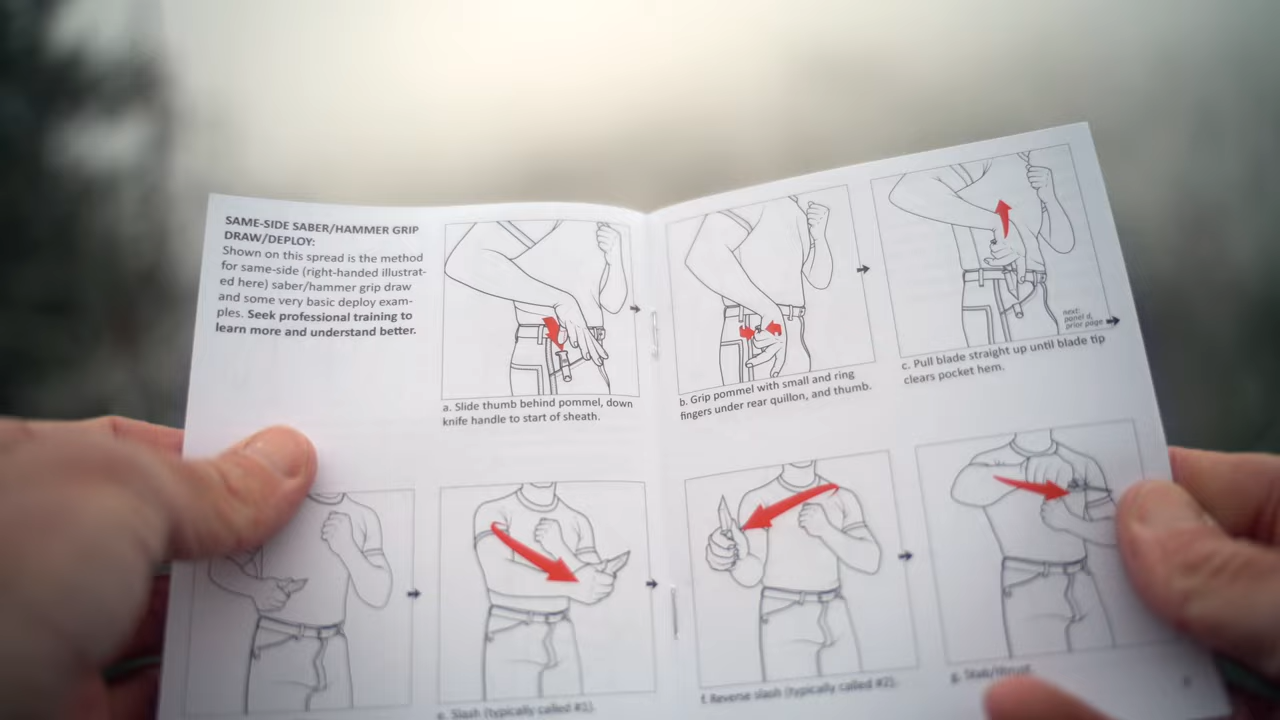 SAME-SIDE SABER/HAMMER GRIP
DRAW/DEPLOY:
Shown on this spread is the method
for same-side (right-handed illustrat-
ed here) saber/hammer grip draw
and some very basic deploy exam-
ples. Seek professional training to
learn more and understand better.
a. Slide thumb behind pommel, down
knife handle to start of sheath.
b. Grip pommel with small and ring
fingers under rear quillon, and thumb.
next:
panel d,
prior page
c. Pull blade straight up until blade tip
clears pocket hem.
e. Slash (typically called #1).
f. Reverse slash (typically called #2).
g. Stab/thrust.